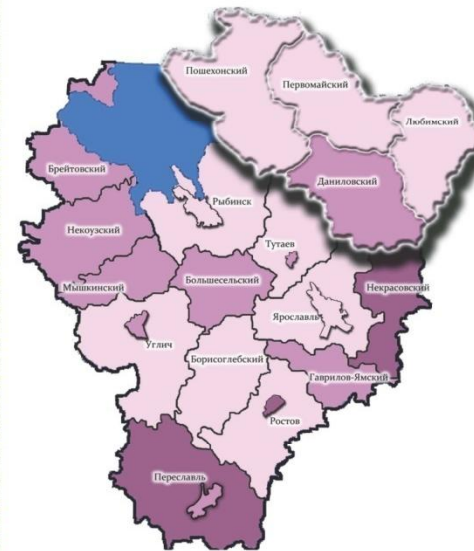 Пошехонский
Первомайский
Любимский
Даниловский
Брейтовский
Рыбинск
Некоузский
Тутаев
Мышкинский
Большесельский
Некрасовский
Ярославль
Углич
Борисоглебский
Гаврилов-Ямский
Ростов
Переславль